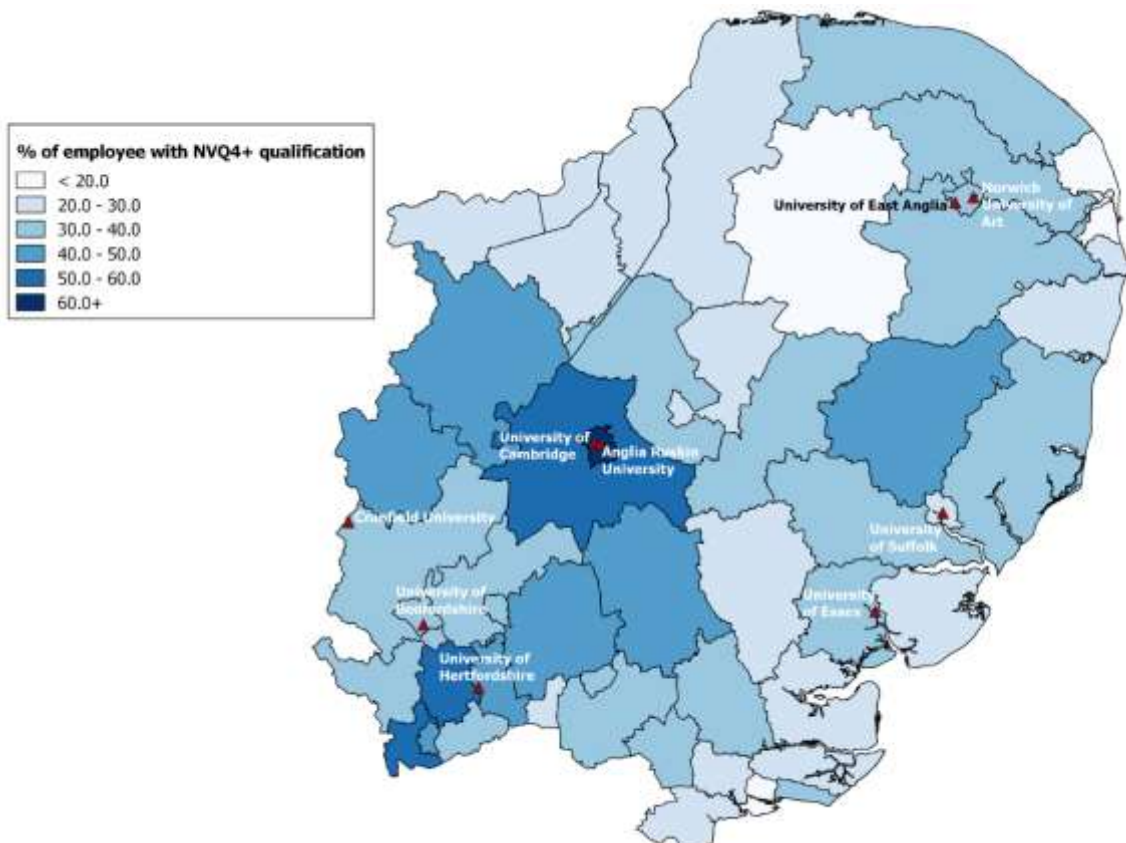 % of employee with NVQ4+ qualification
< 20.0
20.0 - 30.0
30.0 - 40.0
40.0 - 50.0
50.0 - 60.0
60.0+
University of East Anglia
Norwich
University of
Art
University of
Cambridge
Anglia Ruskin
University
Cranfield University
University
of Suffolk
University of
Bedfordshire
University
of Essex
University of
Hertfordshire